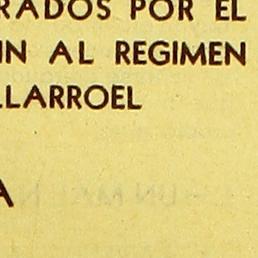 RADOS POR EL
IN AL REGIMEN
LLARROEL
A